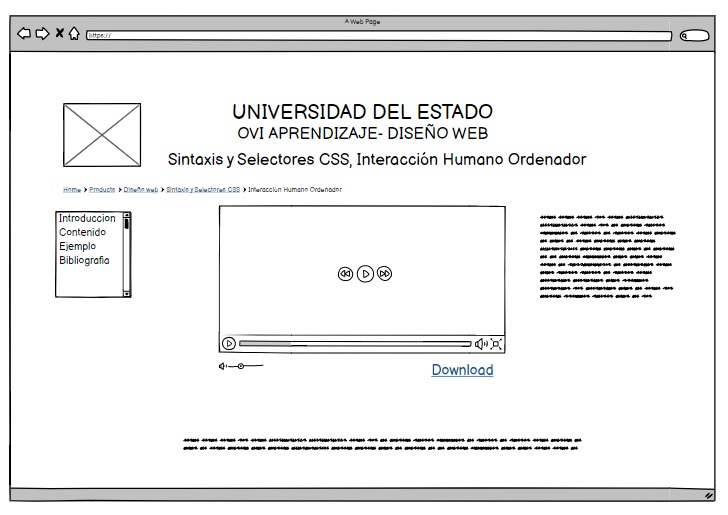 A Web Page
https://
UNIVERSIDAD DEL ESTADO
OVI APRENDIZAJE- DISEÑO WEB
Sintaxis y Selectores CSS, Interacción Humano Ordenador
Home > Products > Diseño web > Sintaxis y Selectores CSS > Interacción Humano Ordenador
Introduccion
Contenido
Ejemplo
Bibliografia
Download